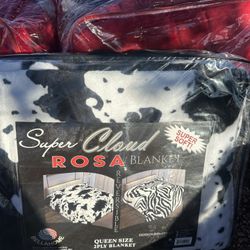 Super Cloud
SUPER SOFT!
ROSA BLANKET
REVERSIBLE
QUEEN SIZE
2PLY BLANKET